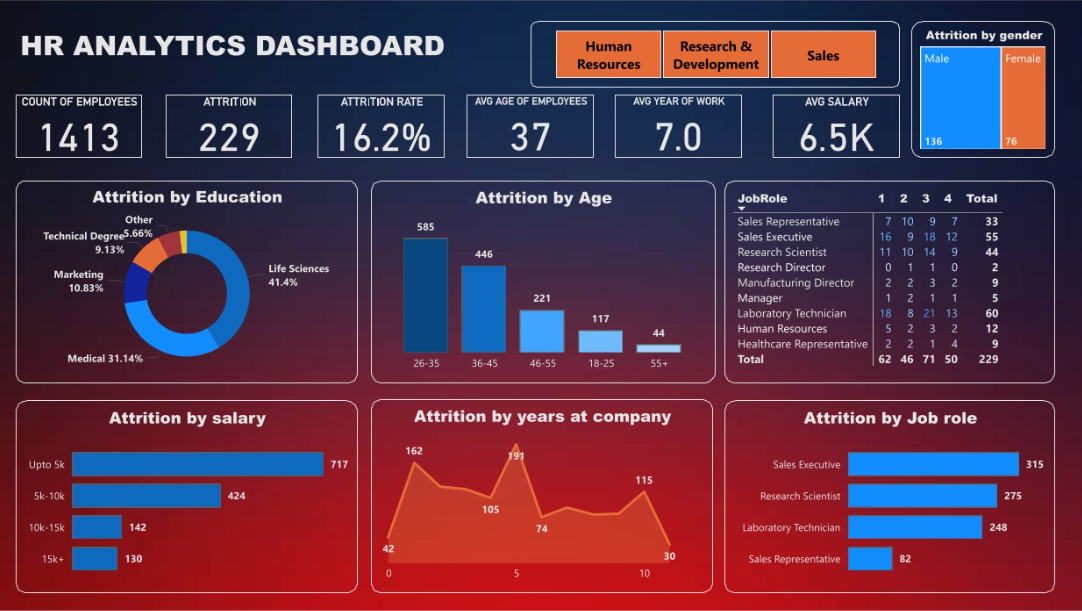 HR ANALYTICS DASHBOARD
Human
Resources
Research &
Development
Sales
Attrition by gender
Male
Female
136
76
COUNT OF EMPLOYEES
1413
ATTRITION
229
ATTRITION RATE
16.2%
AVG AGE OF EMPLOYEES
37
AVG YEAR OF WORK
7.0
AVG SALARY
6.5K
Attrition by Education
Other
5.66%
Technical Degree
9.13%
Marketing
10.83%
Life Sciences
41.4%
Medical 31.14%
Attrition by Age
585
446
221
117
44
26-35 36-45 46-55 18-25 55+
JobRole 1 2 3 4 Total
Sales Representative 7 10 9 7 33
Sales Executive 16 9 18 12 55
Research Scientist 11 10 14 9 44
Research Director 0 1 1 0 2
Manufacturing Director 2 2 3 2 9
Manager 1 2 1 1 5
Laboratory Technician 18 8 21 13 60
Human Resources 5 2 3 2 12
Healthcare Representative 2 2 1 4 9
Total 62 46 71 50 229
Attrition by salary
Upto 5k 717
5k-10k 424
10k-15k 142
15k+ 130
Attrition by years at company
162
191
105
74
115
42
30
0 5 10
Attrition by Job role
Sales Executive 315
Research Scientist 275
Laboratory Technician 248
Sales Representative 82